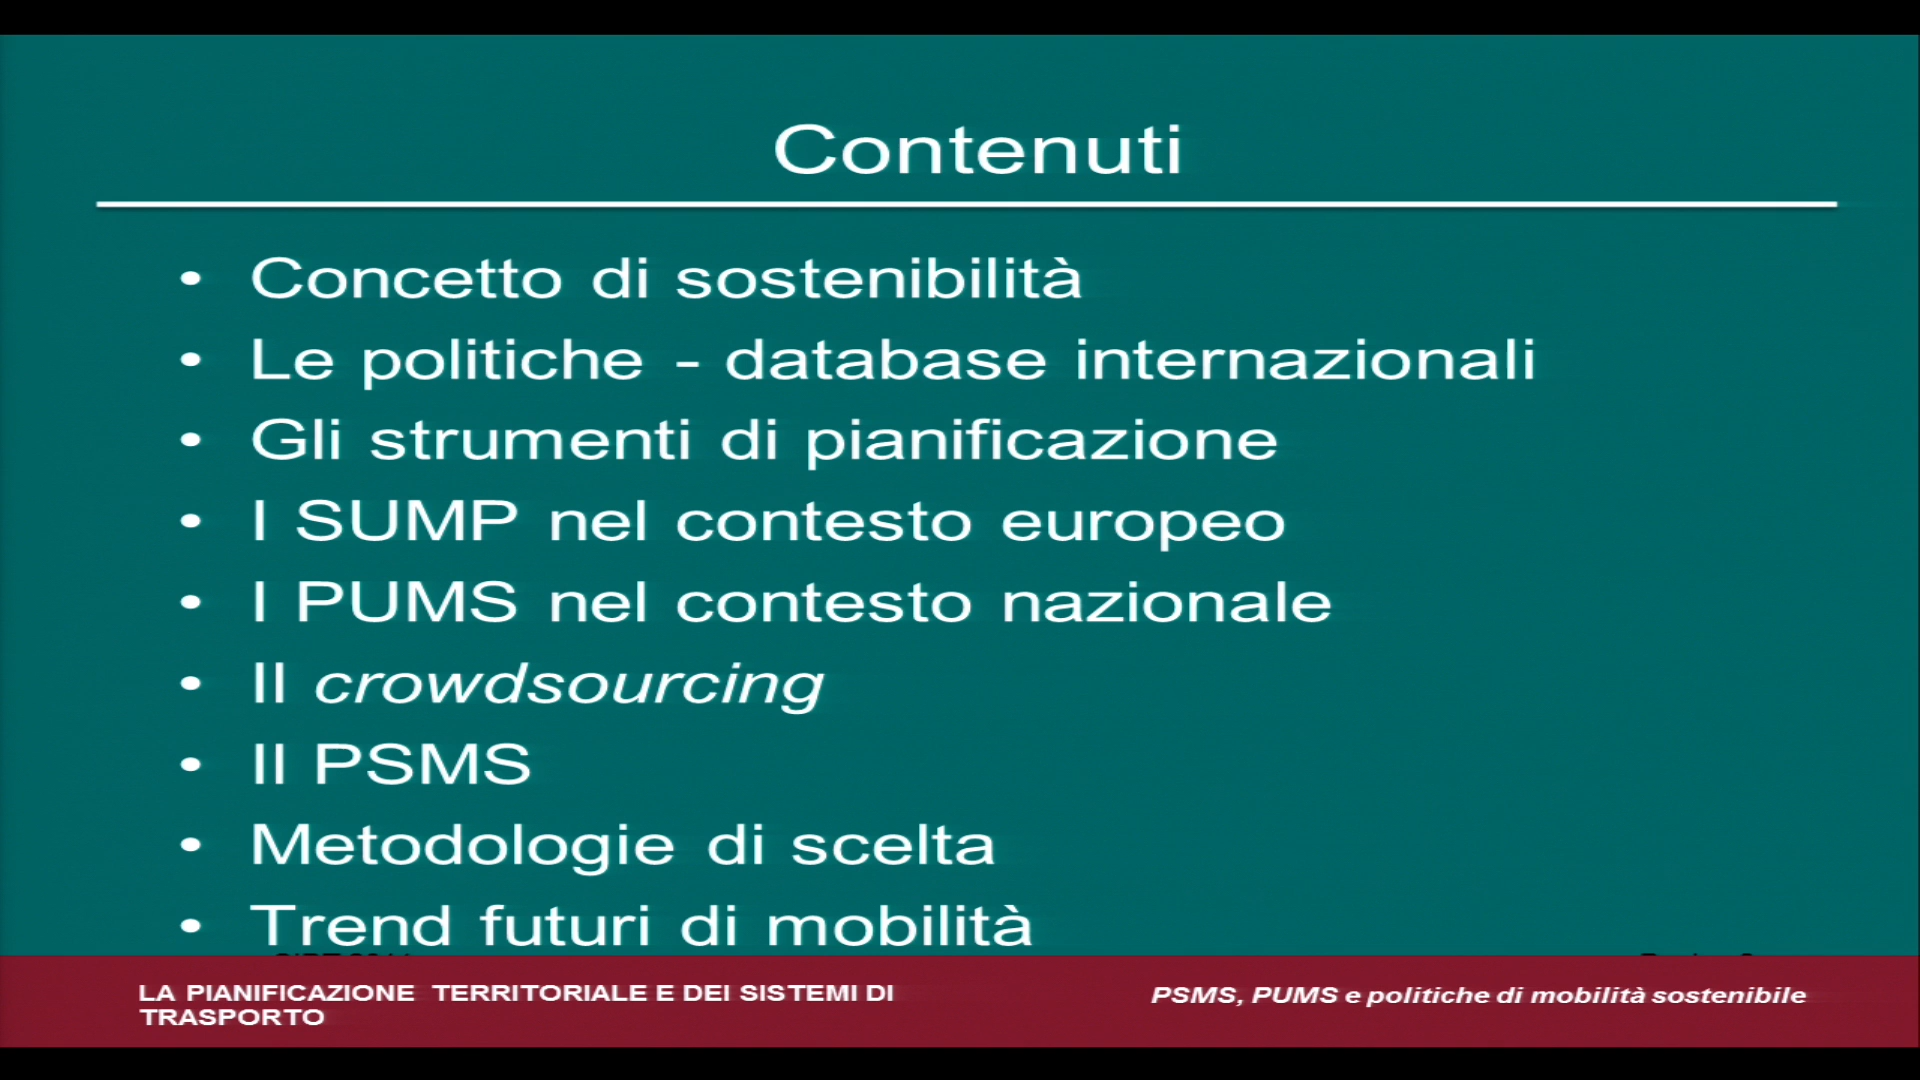 Contenuti
• Concetto di sostenibilità
• Le politiche - database internazionali
• Gli strumenti di pianificazione
• I SUMP nel contesto europeo
• I PUMS nel contesto nazionale
• Il crowdsourcing
• Il PSMS
• Metodologie di scelta
• Trend futuri di mobilità
LA PIANIFICAZIONE TERRITORIALE E DEI SISTEMI DI
TRASPORTO
PSMS, PUMS e politiche di mobilità sostenibile